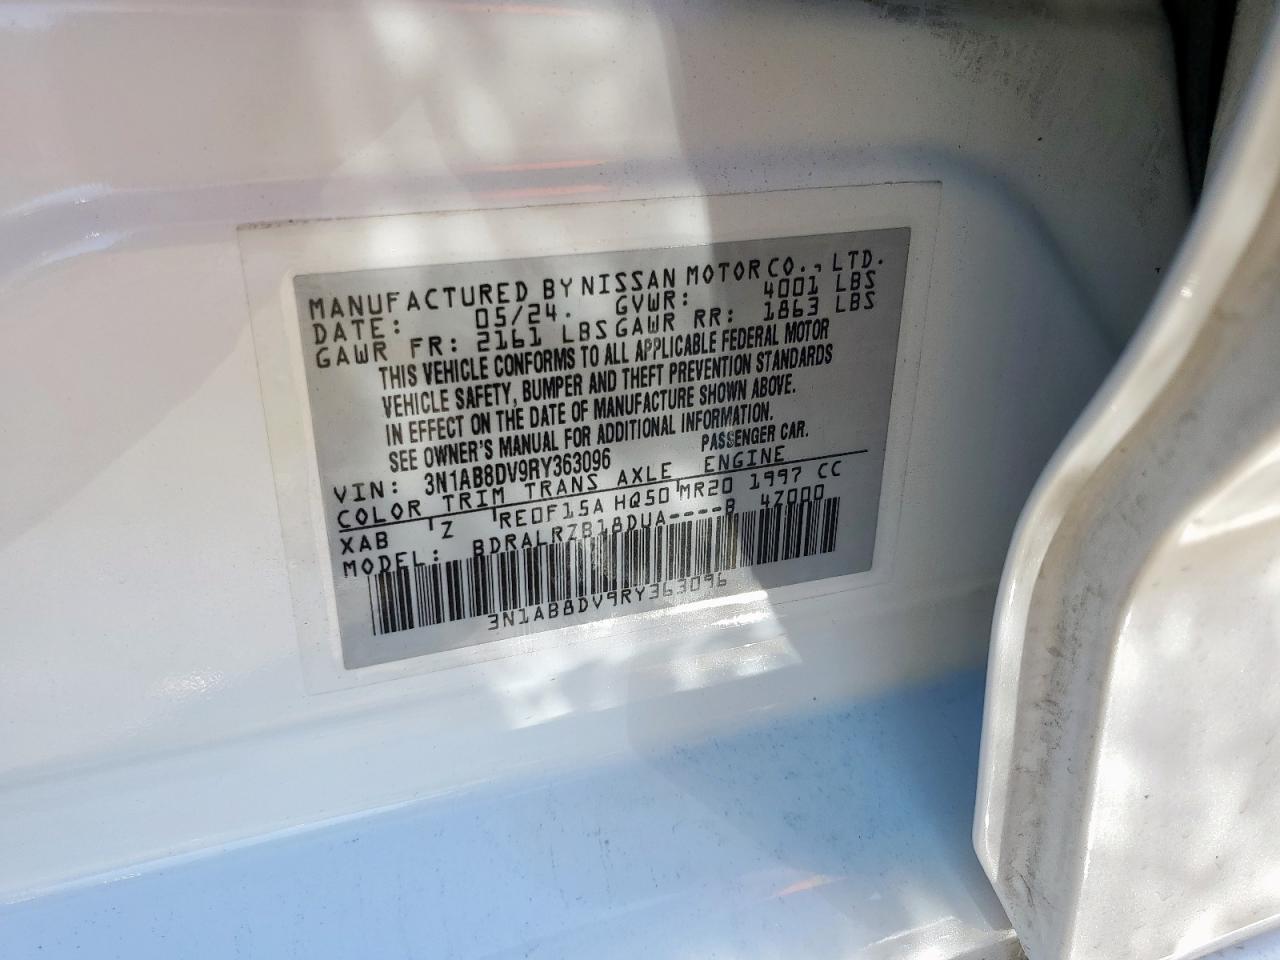 MANUFACTURED BY NISSAN MOTOR CO., LTD.
DATE: 05/24. GVWR: 4001 LBS
GAWR FR: 2161 LBS GAWR RR: 1863 LBS
THIS VEHICLE CONFORMS TO ALL APPLICABLE FEDERAL MOTOR
VEHICLE SAFETY, BUMPER AND THEFT PREVENTION STANDARDS
IN EFFECT ON THE DATE OF MANUFACTURE SHOWN ABOVE.
SEE OWNER'S MANUAL FOR ADDITIONAL INFORMATION.
VIN: 3N1AB8DV9RY363096 PASSENGER CAR.
COLOR TRIM TRANS AXLE ENGINE
XAB Z RE0F15A HQ50 MR20 1997 CC
MODEL: BDRALRZB18DUA----B 4Z000
3N1AB8DV9RY363096